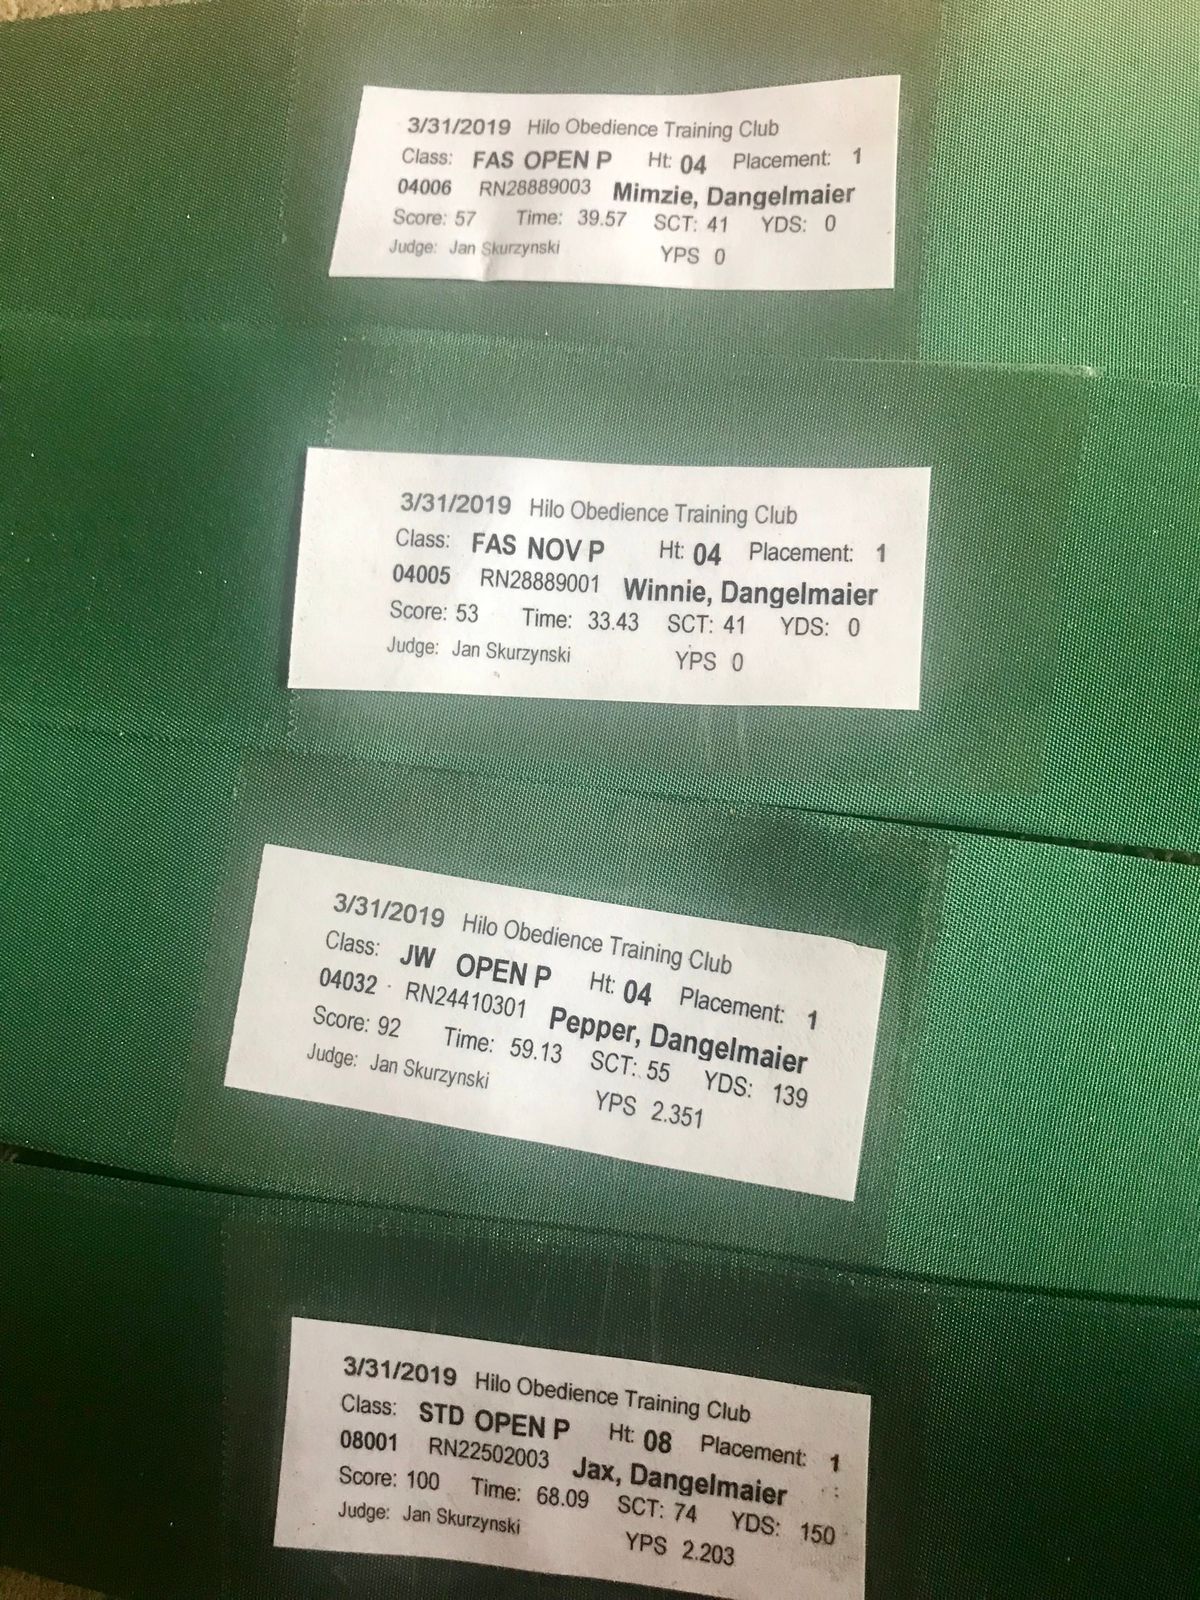 3/31/2019 Hilo Obedience Training Club
Class: FAS OPEN P Ht: 04 Placement: 1
04006 RN28889003 Mimzie, Dangelmaier
Score: 57 Time: 39.57 SCT: 41 YDS: 0
Judge: Jan Skurzynski YPS 0
3/31/2019 Hilo Obedience Training Club
Class: FAS NOV P Ht: 04 Placement: 1
04005 RN28889001 Winnie, Dangelmaier
Score: 53 Time: 33.43 SCT: 41 YDS: 0
Judge: Jan Skurzynski YPS 0
3/31/2019 Hilo Obedience Training Club
Class: JW OPEN P Ht: 04 Placement: 1
04032 RN24410301 Pepper, Dangelmaier
Score: 92 Time: 59.13 SCT: 55 YDS: 139
Judge: Jan Skurzynski YPS 2.351
3/31/2019 Hilo Obedience Training Club
Class: STD OPEN P Ht: 08 Placement: 1
08001 RN22502003 Jax, Dangelmaier
Score: 100 Time: 68.09 SCT: 74 YDS: 150
Judge: Jan Skurzynski YPS 2.203